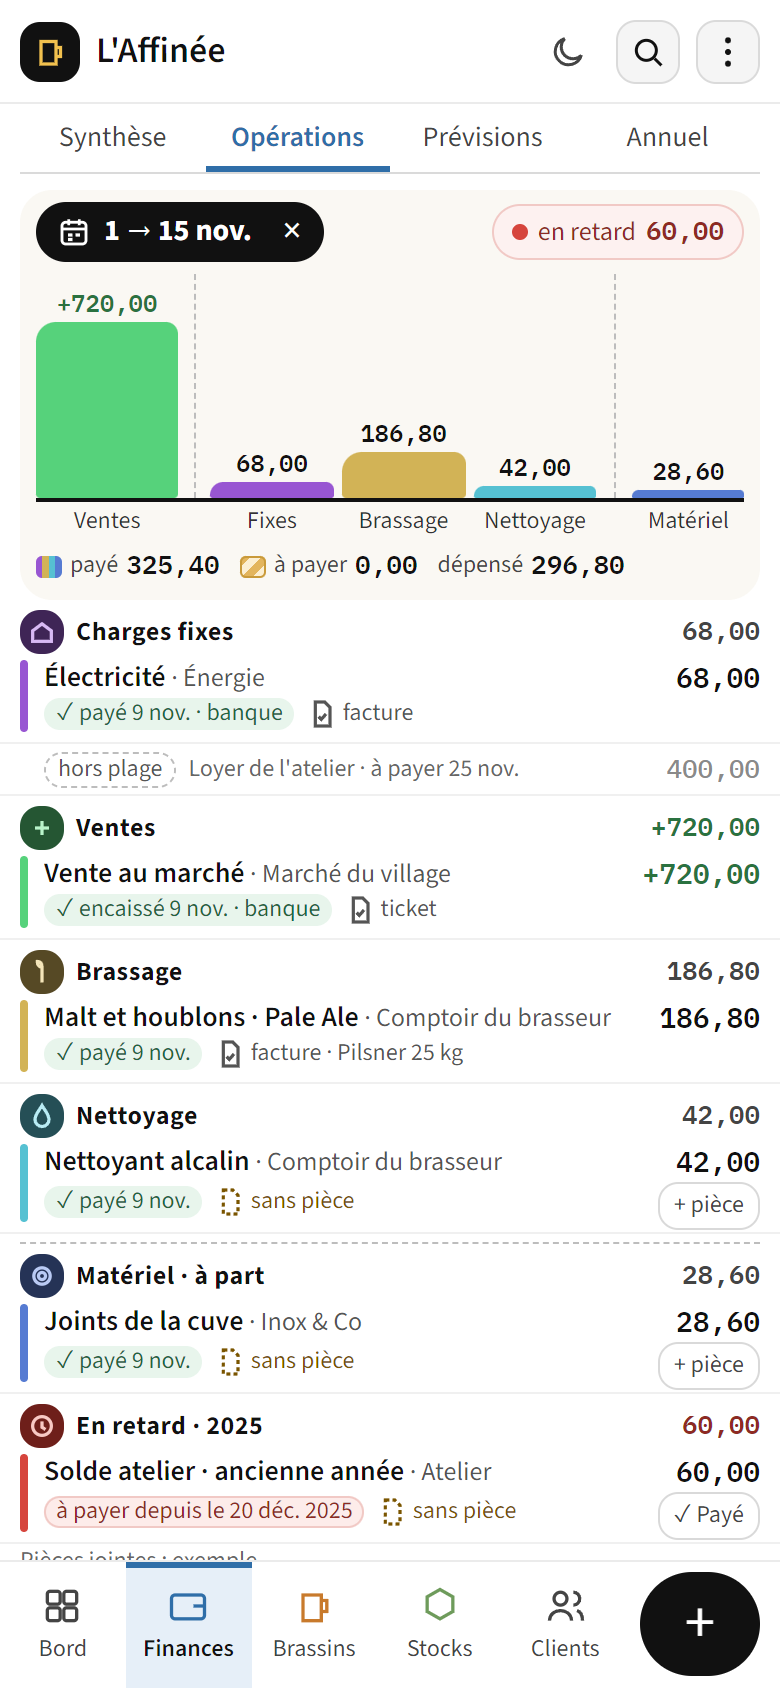 L'Affinée
Synthèse Opérations Prévisions Annuel
1 → 15 nov. ✕ en retard 60,00
+720,00
186,80
68,00 42,00 28,60
Ventes Fixes Brassage Nettoyage Matériel
payé 325,40 à payer 0,00 dépensé 296,80
Charges fixes 68,00
Électricité · Énergie 68,00
✓ payé 9 nov. · banque facture
hors plage Loyer de l'atelier · à payer 25 nov. 400,00
Ventes +720,00
Vente au marché · Marché du village +720,00
✓ encaissé 9 nov. · banque ticket
Brassage 186,80
Malt et houblons · Pale Ale · Comptoir du brasseur 186,80
✓ payé 9 nov. facture · Pilsner 25 kg
Nettoyage 42,00
Nettoyant alcalin · Comptoir du brasseur 42,00
✓ payé 9 nov. sans pièce + pièce
Matériel · à part 28,60
Joints de la cuve · Inox & Co 28,60
✓ payé 9 nov. sans pièce + pièce
En retard · 2025 60,00
Solde atelier · ancienne année · Atelier 60,00
à payer depuis le 20 déc. 2025 sans pièce ✓ Payé
Pièces jointes : exemple
Bord Finances Brassins Stocks Clients +